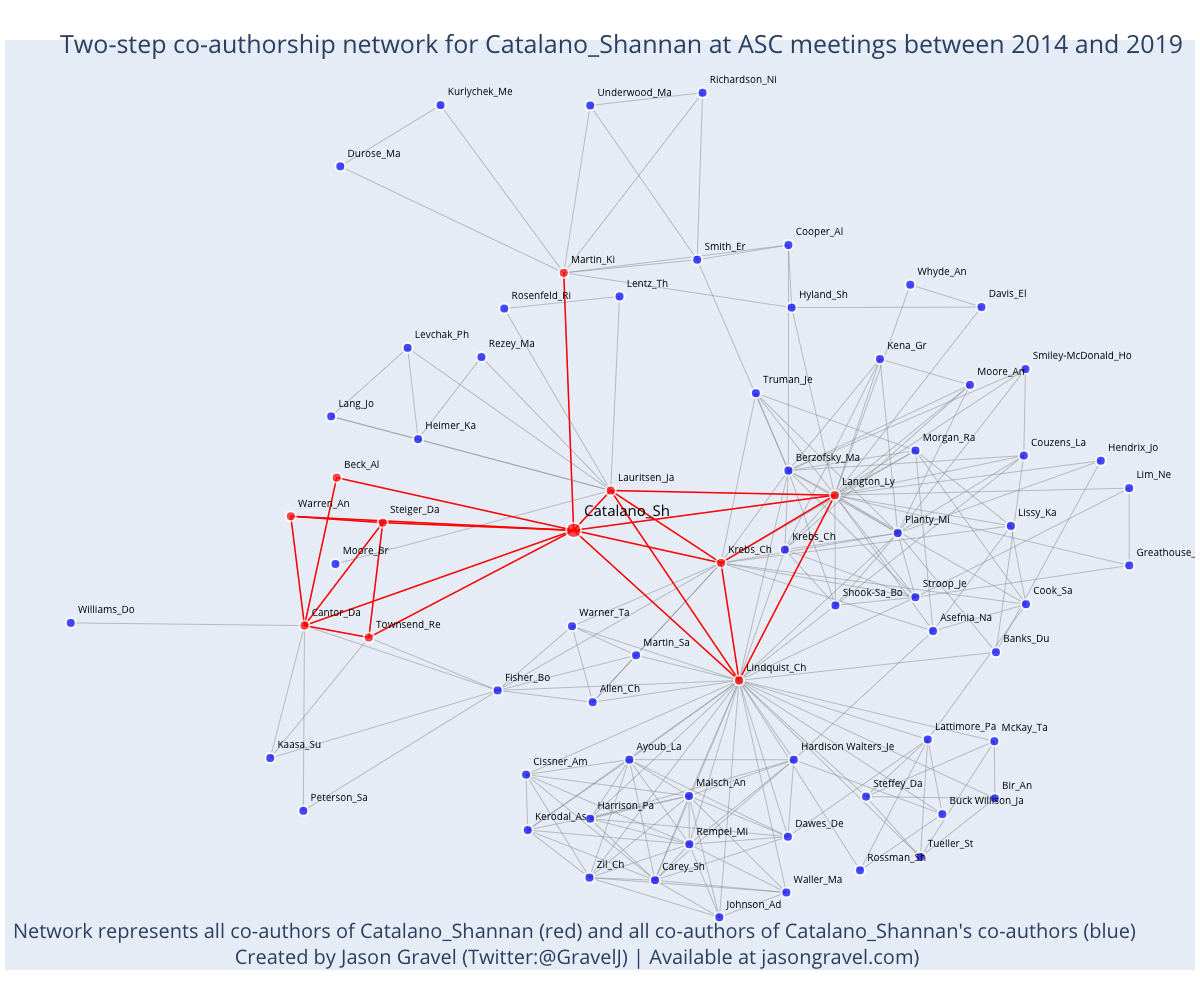 Two-step co-authorship network for Catalano_Shannan at ASC meetings between 2014 and 2019
Richardson_Ni
Kurlychek_Me
Underwood_Ma
Durose_Ma
Cooper_Al
Smith_Er
Martin_Ki
Whyde_An
Lentz_Th
Rosenfeld_Ri
Hyland_Sh
Davis_El
Levchak_Ph
Rezey_Ma
Kena_Gr
Smiley-McDonald_Ho
Moore_An
Truman_Je
Lang_Jo
Heimer_Ka
Morgan_Ra
Couzens_La
Hendrix_Jo
Beck_Al
Berzofsky_Ma
Lauritsen_Ja
Langton_Ly
Lim_Ne
Warren_An
Steiger_Da
Catalano_Sh
Planty_Mi
Lissy_Ka
Moore_Br
Krebs_Ch
Krebs_Ch
Greathouse_
Williams_Do
Cantor_Da
Townsend_Re
Warner_Ta
Shook-Sa_Bo
Stroop_Je
Cook_Sa
Asefnia_Na
Martin_Sa
Banks_Du
Lindquist_Ch
Fisher_Bo
Allen_Ch
Kaasa_Su
Ayoub_La
Hardison Walters_Je
Lattimore_Pa
McKay_Ta
Cissner_Am
Peterson_Sa
Malsch_An
Steffey_Da
Bir_An
Harrison_Pa
Buck Willison_Ja
Kerodal_As
Rempel_Mi
Dawes_De
Tueller_St
Zil_Ch
Carey_Sh
Rossman_Sh
Waller_Ma
Johnson_Ad
Network represents all co-authors of Catalano_Shannan (red) and all co-authors of Catalano_Shannan's co-authors (blue)
Created by Jason Gravel (Twitter:@GravelJ) | Available at jasongravel.com)